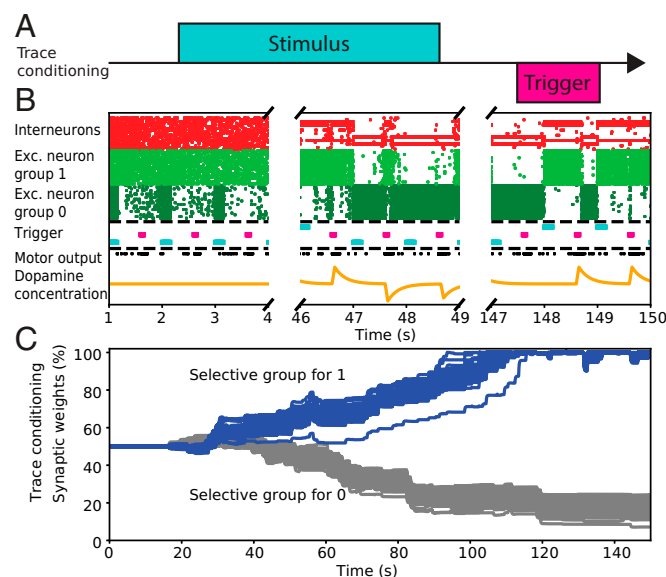 A
Stimulus
Trace
conditioning
Trigger
B
Interneurons
Exc. neuron
group 1
Exc. neuron
group 0
Trigger
Motor output
Dopamine
concentration
1 2 3 4 46 47 48 49 147 148 149 150
Time (s)
C
Trace conditioning
Synaptic weights (%)
100
80
60
40
20
0
Selective group for 1
Selective group for 0
0 20 40 60 80 100 120 140
Time (s)